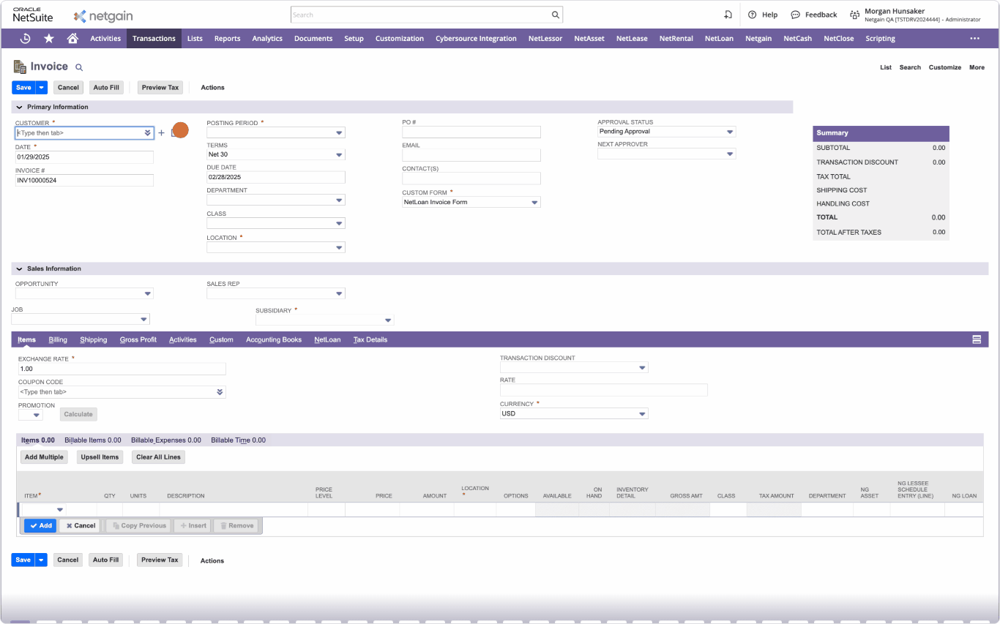 ORACLE
NetSuite
netgain
Search
Help
Feedback
Morgan Hunsaker
Netgain QA [TSTDRV2024444] - Administrator
Activities Transactions Lists Reports Analytics Documents Setup Customization Cybersource Integration NetLessor NetAsset NetLease NetRental NetLoan Netgain NetCash NetClose Scripting
Invoice
List Search Customize More
Save Cancel Auto Fill Preview Tax Actions
Primary Information
CUSTOMER *
<Type then tab>
DATE *
01/29/2025
INVOICE #
INV10000524
POSTING PERIOD *
TERMS
Net 30
DUE DATE
02/28/2025
DEPARTMENT
CLASS
LOCATION *
PO #
EMAIL
CONTACT(S)
CUSTOM FORM *
NetLoan Invoice Form
APPROVAL STATUS
Pending Approval
NEXT APPROVER
Summary
SUBTOTAL 0.00
TRANSACTION DISCOUNT 0.00
TAX TOTAL
SHIPPING COST
HANDLING COST
TOTAL 0.00
TOTAL AFTER TAXES 0.00
Sales Information
OPPORTUNITY
SALES REP
JOB
SUBSIDIARY *
Items Billing Shipping Gross Profit Activities Custom Accounting Books NetLoan Tax Details
EXCHANGE RATE *
1.00
COUPON CODE
<Type then tab>
PROMOTION
Calculate
TRANSACTION DISCOUNT
RATE
CURRENCY *
USD
Items 0.00 Billable Items 0.00 Billable Expenses 0.00 Billable Time 0.00
Add Multiple Upsell Items Clear All Lines
ITEM *
QTY
UNITS
DESCRIPTION
PRICE
LEVEL
PRICE
AMOUNT
LOCATION
*
OPTIONS
AVAILABLE
ON
HAND
INVENTORY
DETAIL
GROSS AMT
CLASS
TAX AMOUNT
DEPARTMENT
NG
ASSET
NG LESSEE
SCHEDULE
ENTRY (LINE)
NG LOAN
Add Cancel Copy Previous Insert Remove
Save Cancel Auto Fill Preview Tax Actions